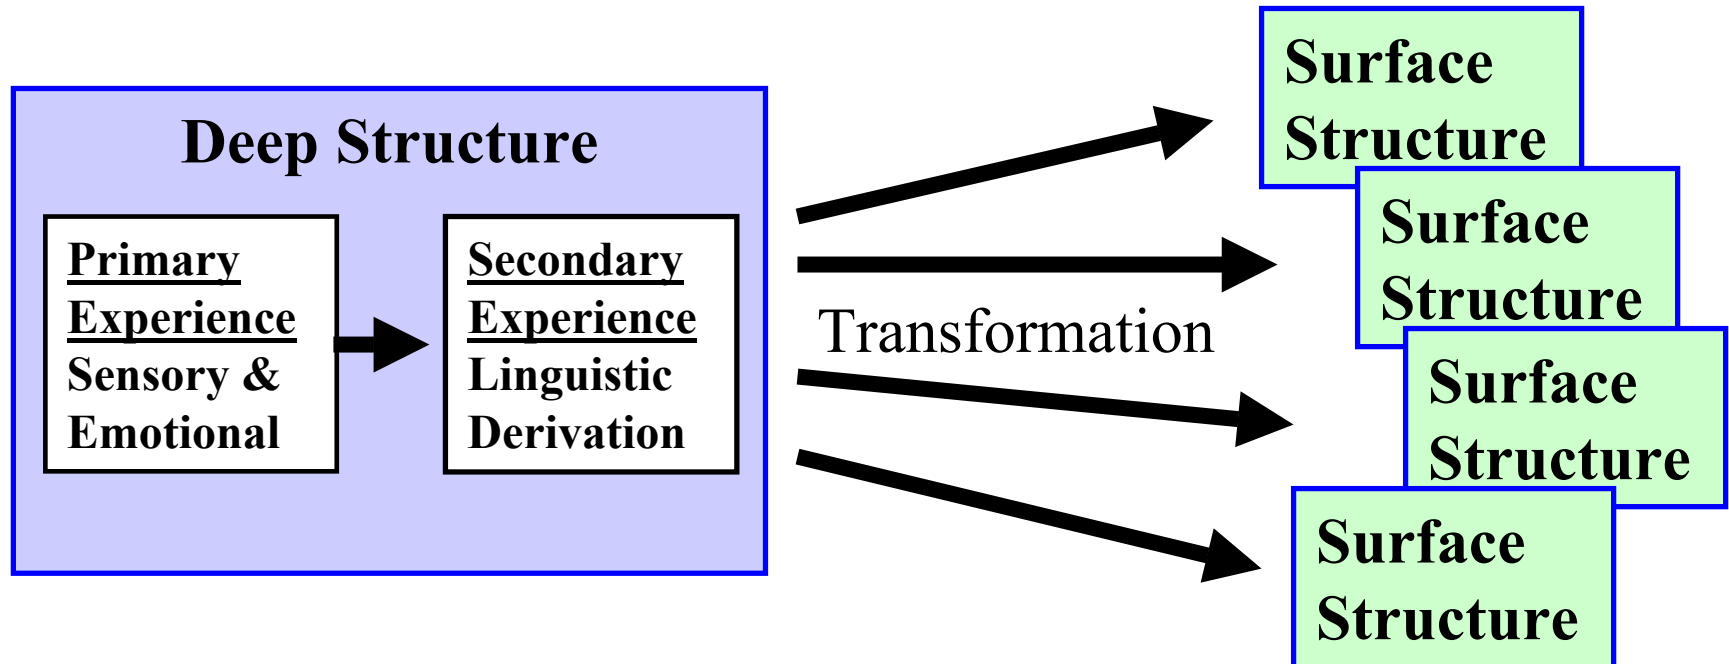 Deep Structure
Primary
Experience
Sensory &
Emotional
Secondary
Experience
Linguistic
Derivation
Transformation
Surface
Structure
Surface
Structure
Surface
Structure
Surface
Structure